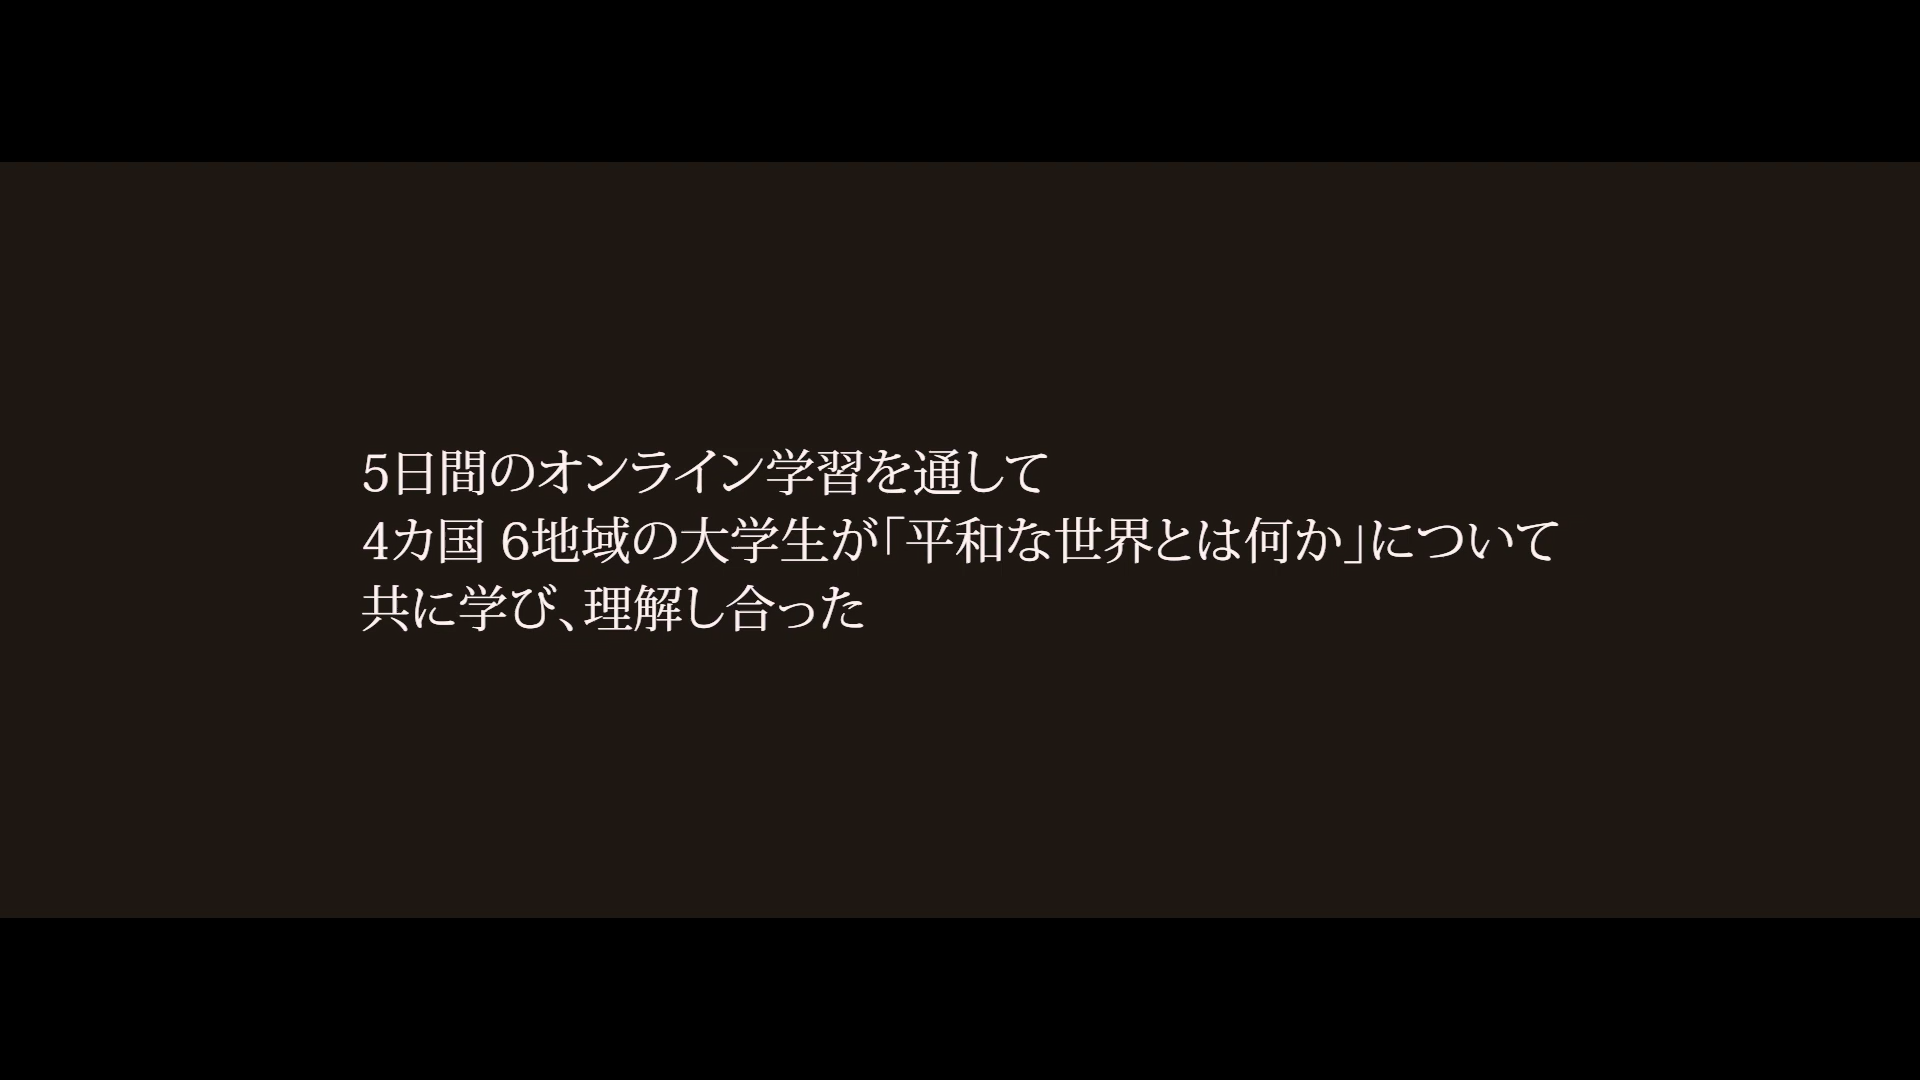 5日間のオンライン学習を通して
4カ国 6地域の大学生が「平和な世界とは何か」について
共に学び、理解し合った